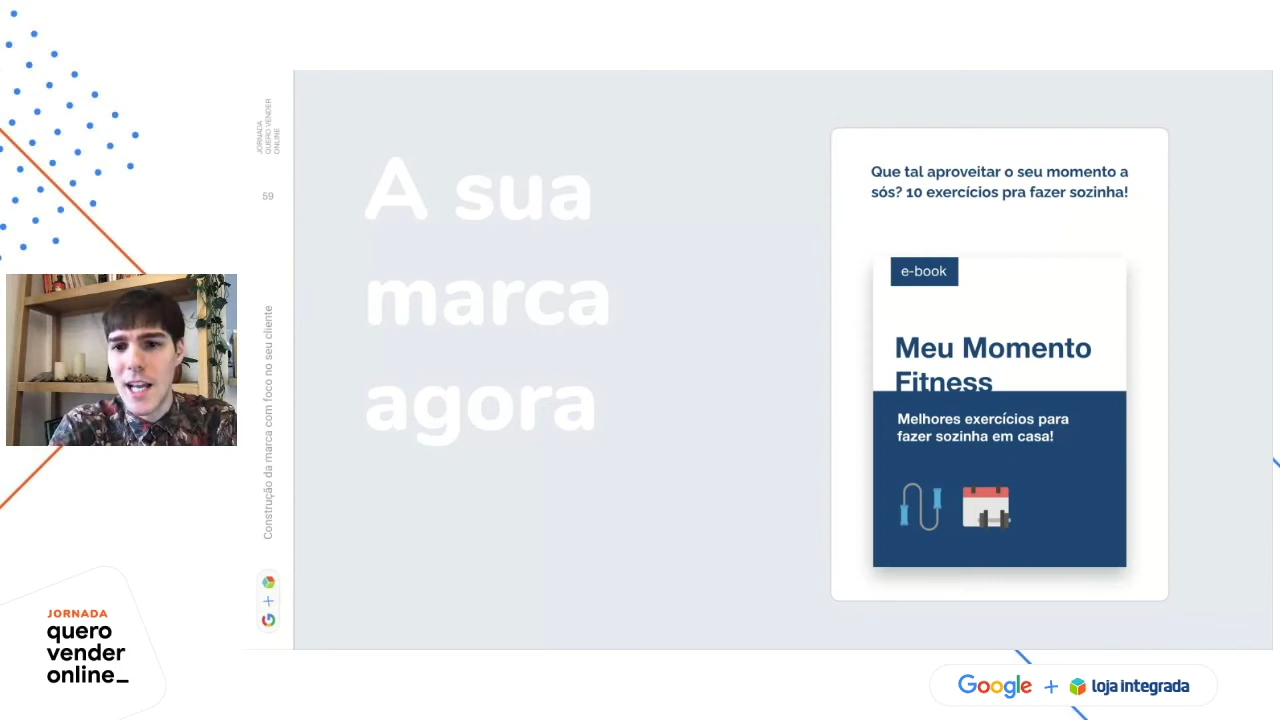 JORNADA
QUERO VENDER
ONLINE
59
Construção da marca com foco no seu cliente
A sua
marca
agora
Que tal aproveitar o seu momento a
sós? 10 exercícios pra fazer sozinha!
e-book
Meu Momento
Fitness
Melhores exercícios para
fazer sozinha em casa!
JORNADA
quero
vender
online_
Google + loja integrada